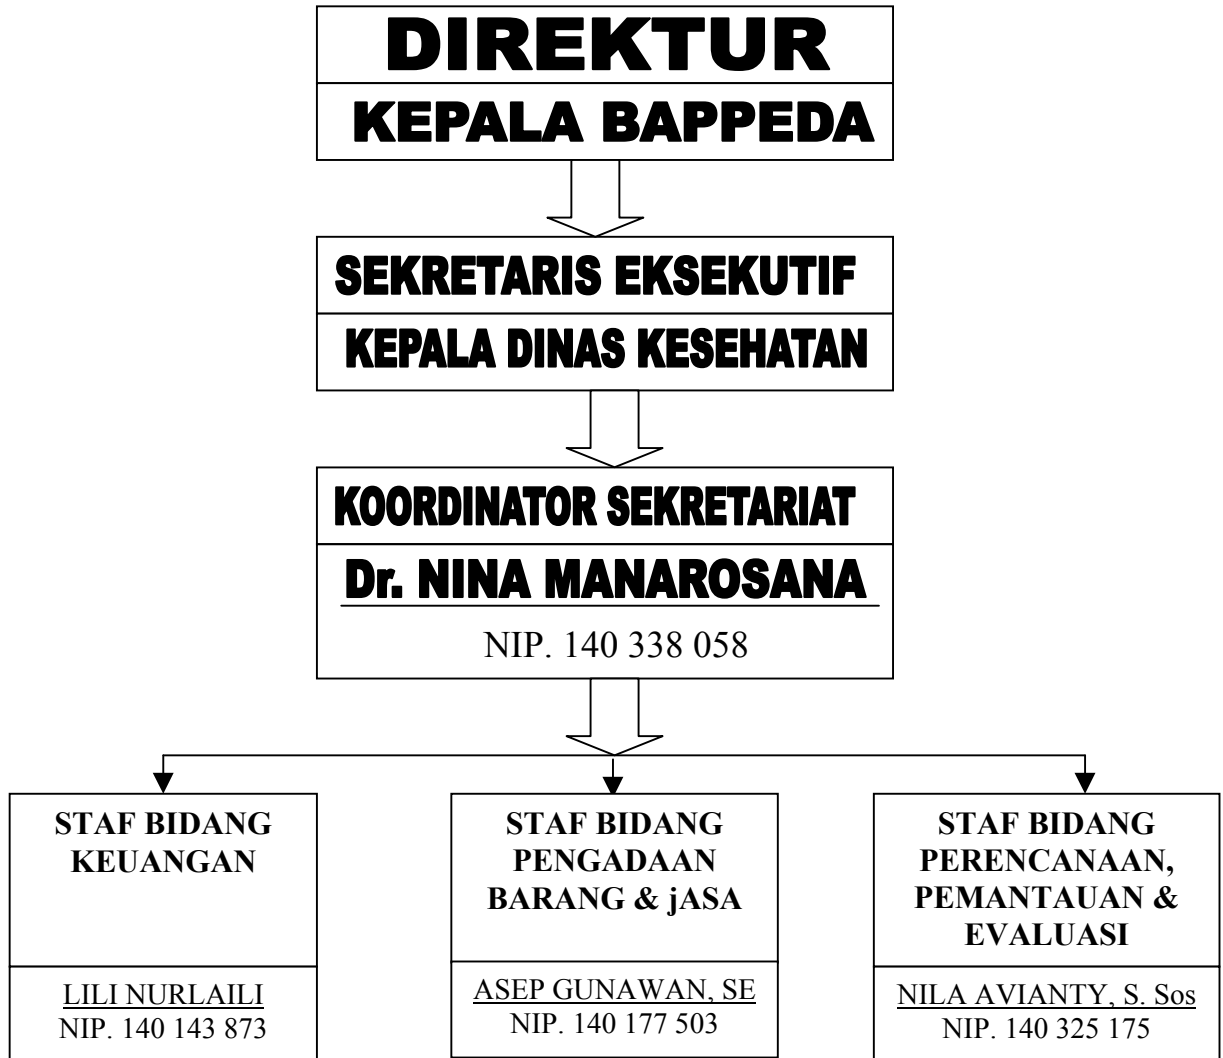 DIREKTUR
KEPALA BAPPEDA
SEKRETARIS EKSEKUTIF
KEPALA DINAS KESEHATAN
KOORDINATOR SEKRETARIAT
Dr. NINA MANAROSANA
NIP. 140 338 058
STAF BIDANG
KEUANGAN
LILI NURLAILI
NIP. 140 143 873
STAF BIDANG
PENGADAAN
BARANG & jASA
ASEP GUNAWAN, SE
NIP. 140 177 503
STAF BIDANG
PERENCANAAN,
PEMANTAUAN &
EVALUASI
NILA AVIANTY, S. Sos
NIP. 140 325 175